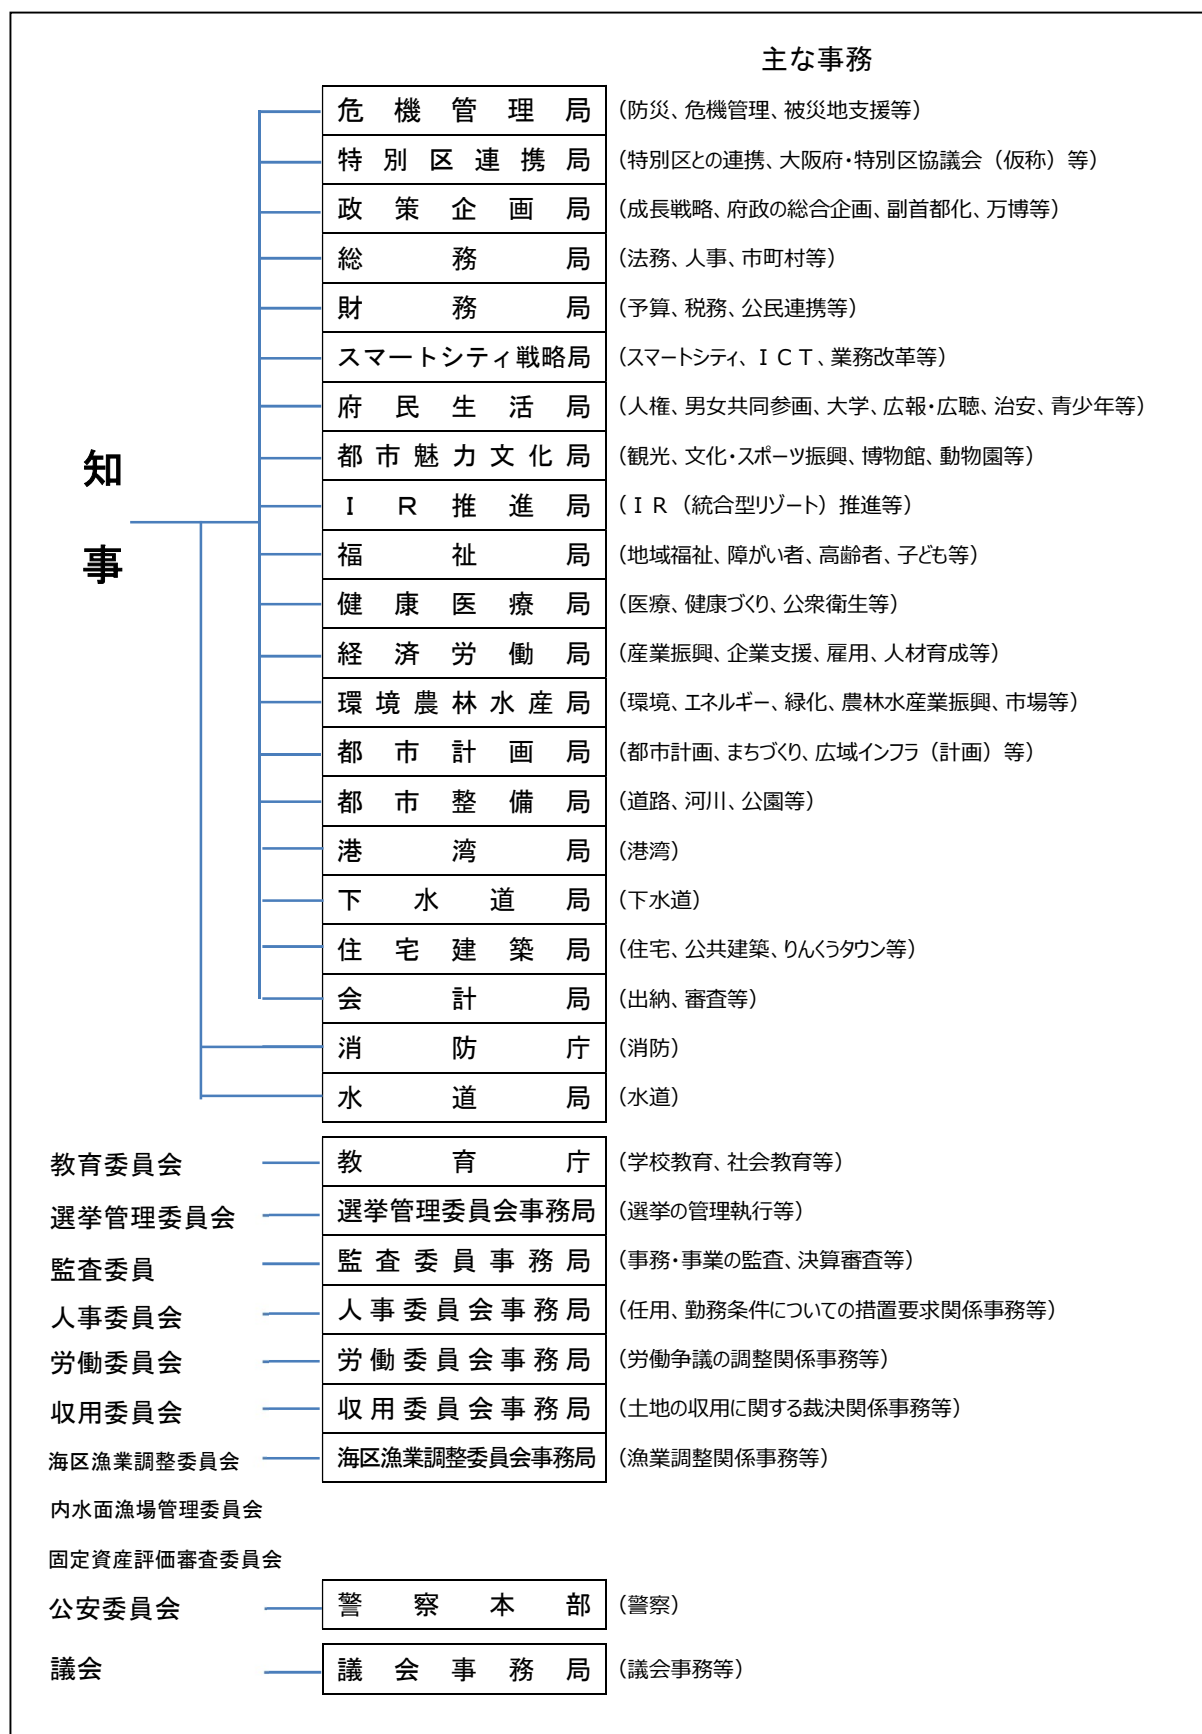 主な事務
危機管理局 (防災、危機管理、被災地支援等)
特別区連携局 (特別区との連携、大阪府・特別区協議会（仮称）等)
政策企画局 (成長戦略、府政の総合企画、副首都化、万博等)
総務局 (法務、人事、市町村等)
財務局 (予算、税務、公民連携等)
スマートシティ戦略局 (スマートシティ、ＩＣＴ、業務改革等)
府民生活局 (人権、男女共同参画、大学、広報・広聴、治安、青少年等)
都市魅力文化局 (観光、文化・スポーツ振興、博物館、動物園等)
知事
ＩＲ推進局 (ＩＲ（統合型リゾート）推進等)
福祉局 (地域福祉、障がい者、高齢者、子ども等)
健康医療局 (医療、健康づくり、公衆衛生等)
経済労働局 (産業振興、企業支援、雇用、人材育成等)
環境農林水産局 (環境、エネルギー、緑化、農林水産業振興、市場等)
都市計画局 (都市計画、まちづくり、広域インフラ（計画）等)
都市整備局 (道路、河川、公園等)
港湾局 (港湾)
下水道局 (下水道)
住宅建築局 (住宅、公共建築、りんくうタウン等)
会計局 (出納、審査等)
消防庁 (消防)
水道局 (水道)
教育委員会 教育庁 (学校教育、社会教育等)
選挙管理委員会 選挙管理委員会事務局 (選挙の管理執行等)
監査委員 監査委員事務局 (事務・事業の監査、決算審査等)
人事委員会 人事委員会事務局 (任用、勤務条件についての措置要求関係事務等)
労働委員会 労働委員会事務局 (労働争議の調整関係事務等)
収用委員会 収用委員会事務局 (土地の収用に関する裁決関係事務等)
海区漁業調整委員会 海区漁業調整委員会事務局 (漁業調整関係事務等)
内水面漁場管理委員会
固定資産評価審査委員会
公安委員会 警察本部 (警察)
議会 議会事務局 (議会事務等)